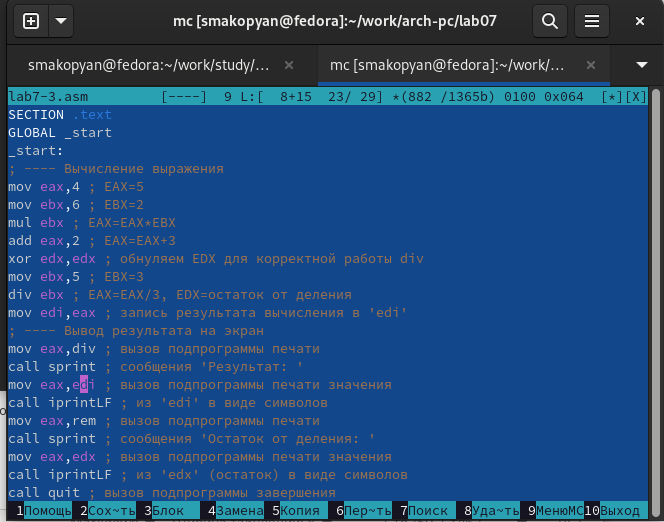 mc [smakopyan@fedora]:~/work/arch-pc/lab07
smakopyan@fedora:~/work/study/...
mc [smakopyan@fedora]:~/work/...
lab7-3.asm [----] 9 L:[ 8+15 23/ 29] *(882 /1365b) 0100 0x064 [*][X]
SECTION .text
GLOBAL _start
_start:
; ---- Вычисление выражения
mov eax,4 ; EAX=5
mov ebx,6 ; EBX=2
mul ebx ; EAX=EAX*EBX
add eax,2 ; EAX=EAX+3
xor edx,edx ; обнуляем EDX для корректной работы div
mov ebx,5 ; EBX=3
div ebx ; EAX=EAX/3, EDX=остаток от деления
mov edi,eax ; запись результата вычисления в 'edi'
; ---- Вывод результата на экран
mov eax,div ; вызов подпрограммы печати
call sprint ; сообщения 'Результат: '
mov eax,edi ; вызов подпрограммы печати значения
call iprintLF ; из 'edi' в виде символов
mov eax,rem ; вызов подпрограммы печати
call sprint ; сообщения 'Остаток от деления: '
mov eax,edx ; вызов подпрограммы печати значения
call iprintLF ; из 'edx' (остаток) в виде символов
call quit ; вызов подпрограммы завершения
1Помощь 2Сох~ть 3Блок 4Замена 5Копия 6Пер~ть 7Поиск 8Уда~ть 9МенюMC 10Выход